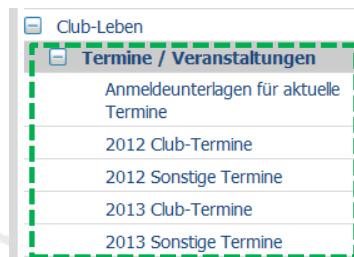 Club-Leben
Termine / Veranstaltungen
Anmeldeunterlagen für aktuelle
Termine
2012 Club-Termine
2012 Sonstige Termine
2013 Club-Termine
2013 Sonstige Termine